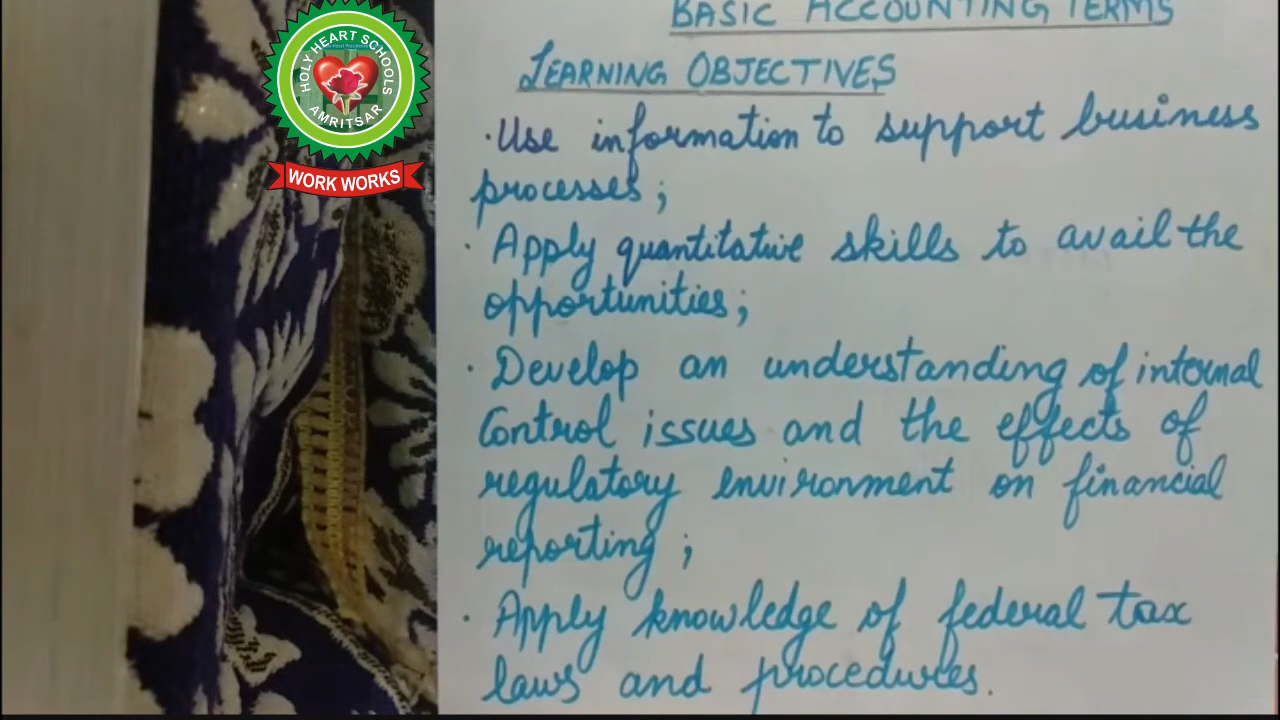 BASIC ACCOUNTING TERMS
LEARNING OBJECTIVES
HOLY HEART SCHOOLS
AMRITSAR
WORK WORKS
· Use information to support business
processes;
· Apply quantitative skills to avail the
opportunities;
· Develop an understanding of internal
Control issues and the effects of
regulatory environment on financial
reporting;
· Apply knowledge of federal tax
laws and procedures.